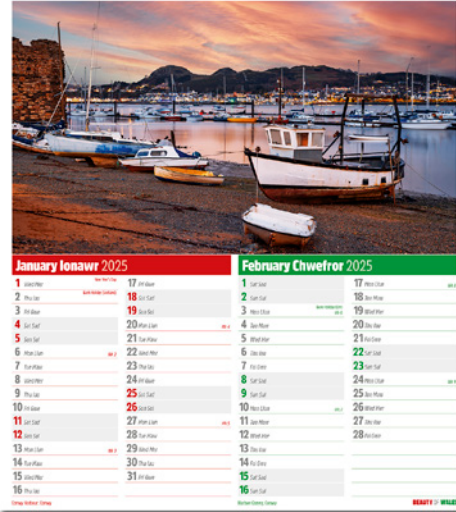 January Ionawr 2025
1 Wed Mer
2 Thu Iau
3 Fri Gwe
4 Sat Sad
5 Sun Sul
6 Mon Llun
7 Tue Maw
8 Wed Mer
9 Thu Iau
10 Fri Gwe
11 Sat Sad
12 Sun Sul
13 Mon Llun
14 Tue Maw
15 Wed Mer
16 Thu Iau
17 Fri Gwe
18 Sat Sad
19 Sun Sul
20 Mon Llun
21 Tue Maw
22 Wed Mer
23 Thu Iau
24 Fri Gwe
25 Sat Sad
26 Sun Sul
27 Mon Llun
28 Tue Maw
29 Wed Mer
30 Thu Iau
31 Fri Gwe
February Chwefror 2025
1 Sat Sad
2 Sun Sul
3 Mon Llun
4 Tue Maw
5 Wed Mer
6 Thu Iau
7 Fri Gwe
8 Sat Sad
9 Sun Sul
10 Mon Llun
11 Tue Maw
12 Wed Mer
13 Thu Iau
14 Fri Gwe
15 Sat Sad
16 Sun Sul
17 Mon Llun
18 Tue Maw
19 Wed Mer
20 Thu Iau
21 Fri Gwe
22 Sat Sad
23 Sun Sul
24 Mon Llun
25 Tue Maw
26 Wed Mer
27 Thu Iau
28 Fri Gwe
BEAUTY OF WALES